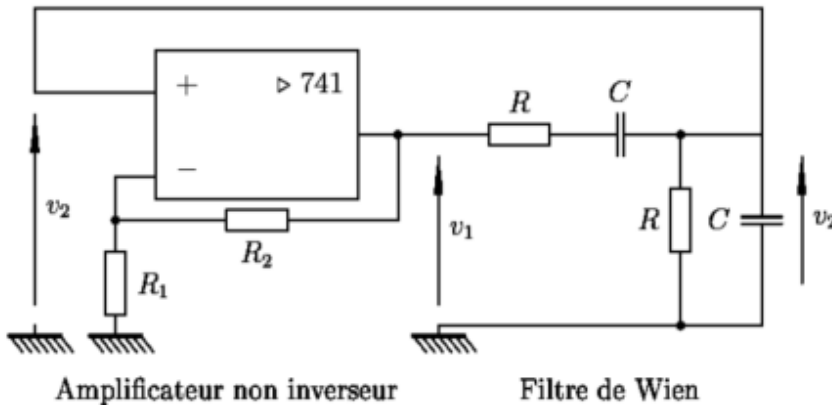 +
▷ 741
−
R
C
v₂
R₂
v₁
R
C
v₂
R₁
Amplificateur non inverseur
Filtre de Wien